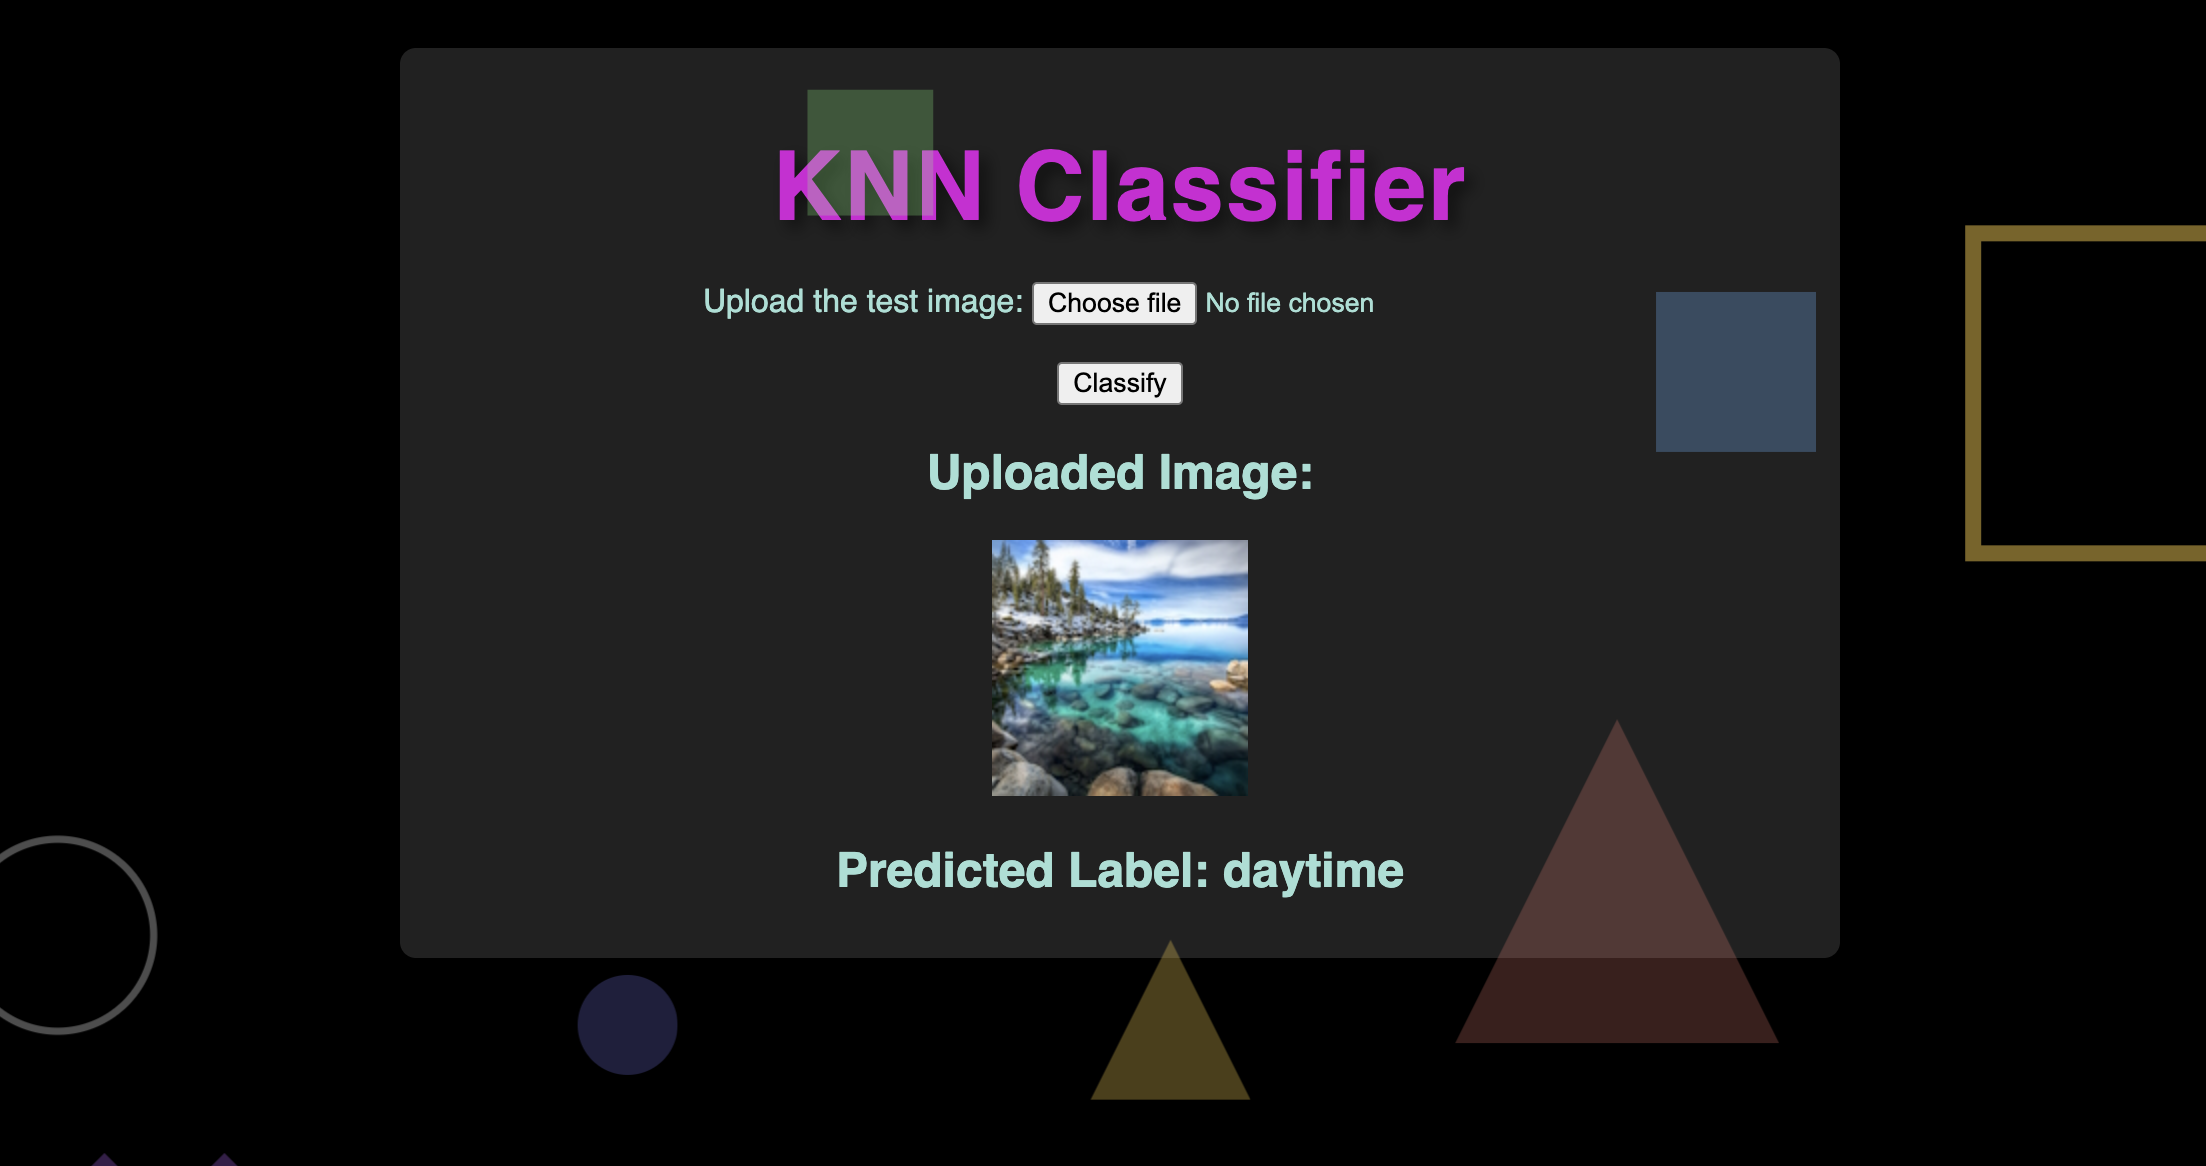 KNN Classifier
Upload the test image: Choose file No file chosen
Classify
Uploaded Image:
Predicted Label: daytime